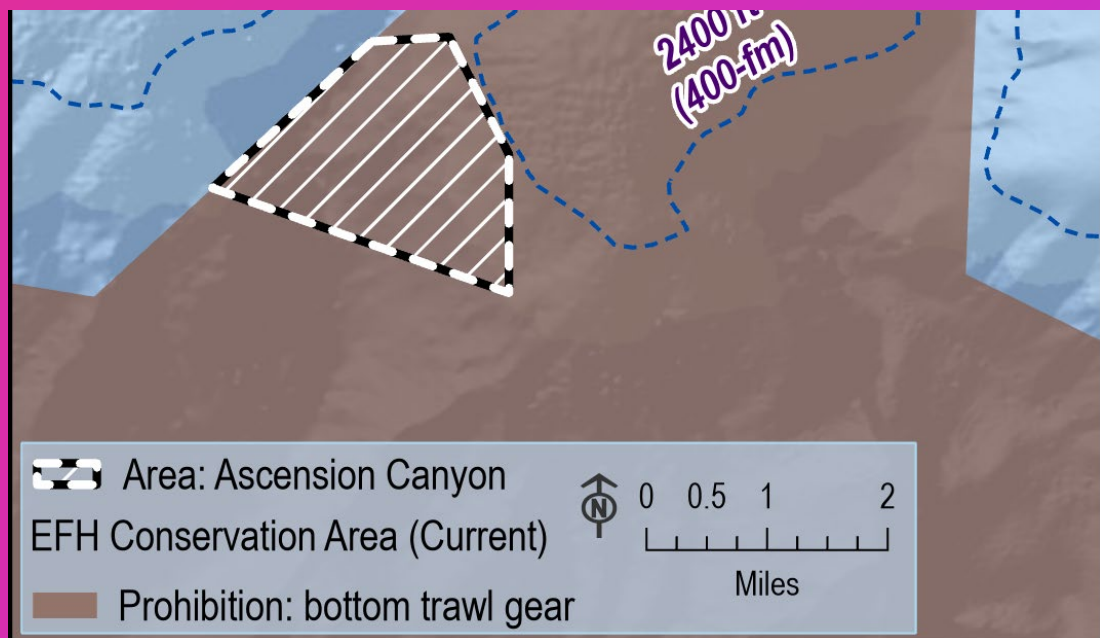 2400 ft
(400-fm)
Area: Ascension Canyon
EFH Conservation Area (Current)
Prohibition: bottom trawl gear
N
0 0.5 1 2
Miles